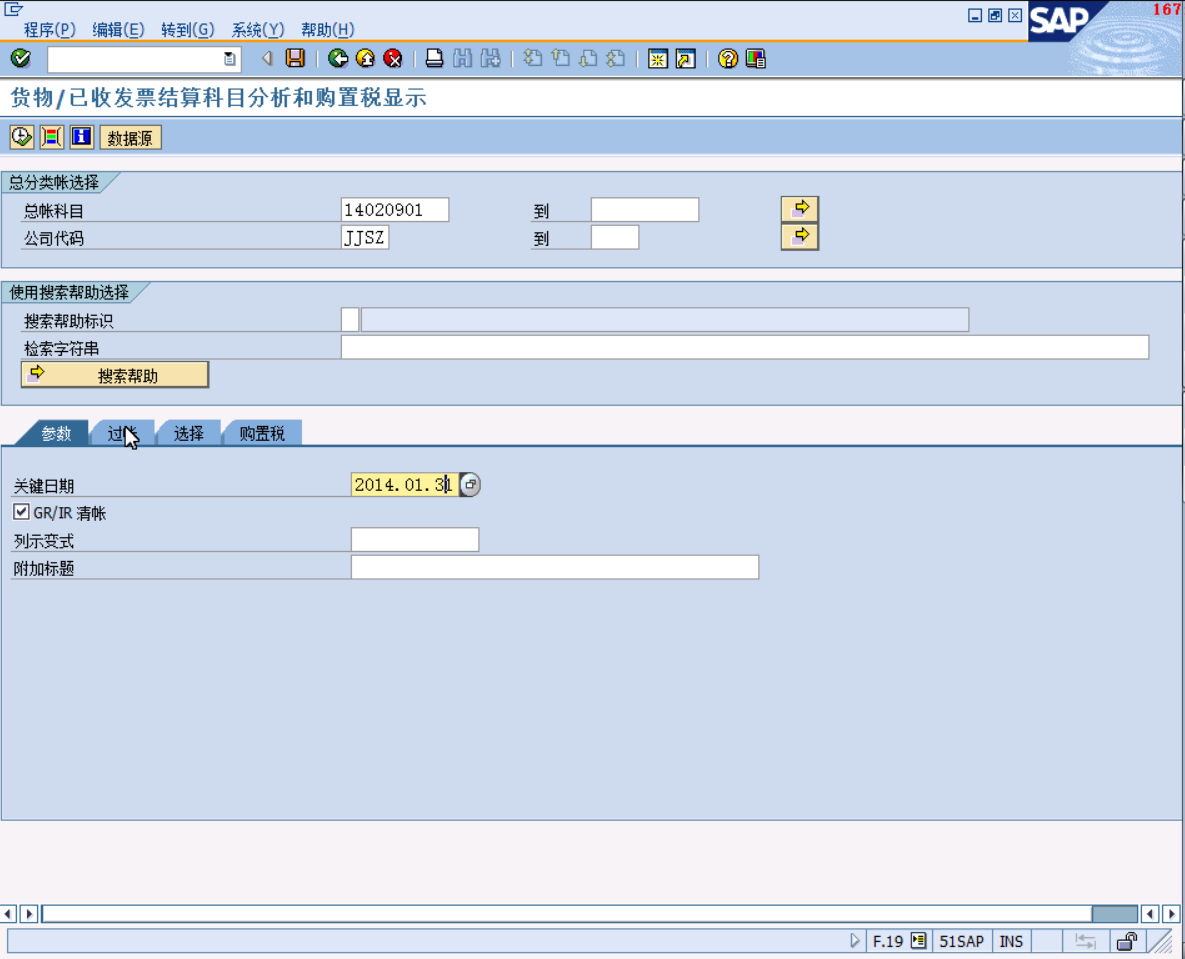 程序(P) 编辑(E) 转到(G) 系统(Y) 帮助(H)
SAP
167
货物/已收发票结算科目分析和购置税显示
数据源
总分类帐选择
总帐科目 14020901 到
公司代码 JJSZ 到
使用搜索帮助选择
搜索帮助标识
检索字符串
搜索帮助
参数 过帐 选择 购置税
关键日期 2014.01.31
GR/IR 清帐
列示变式
附加标题
F.19 51SAP INS